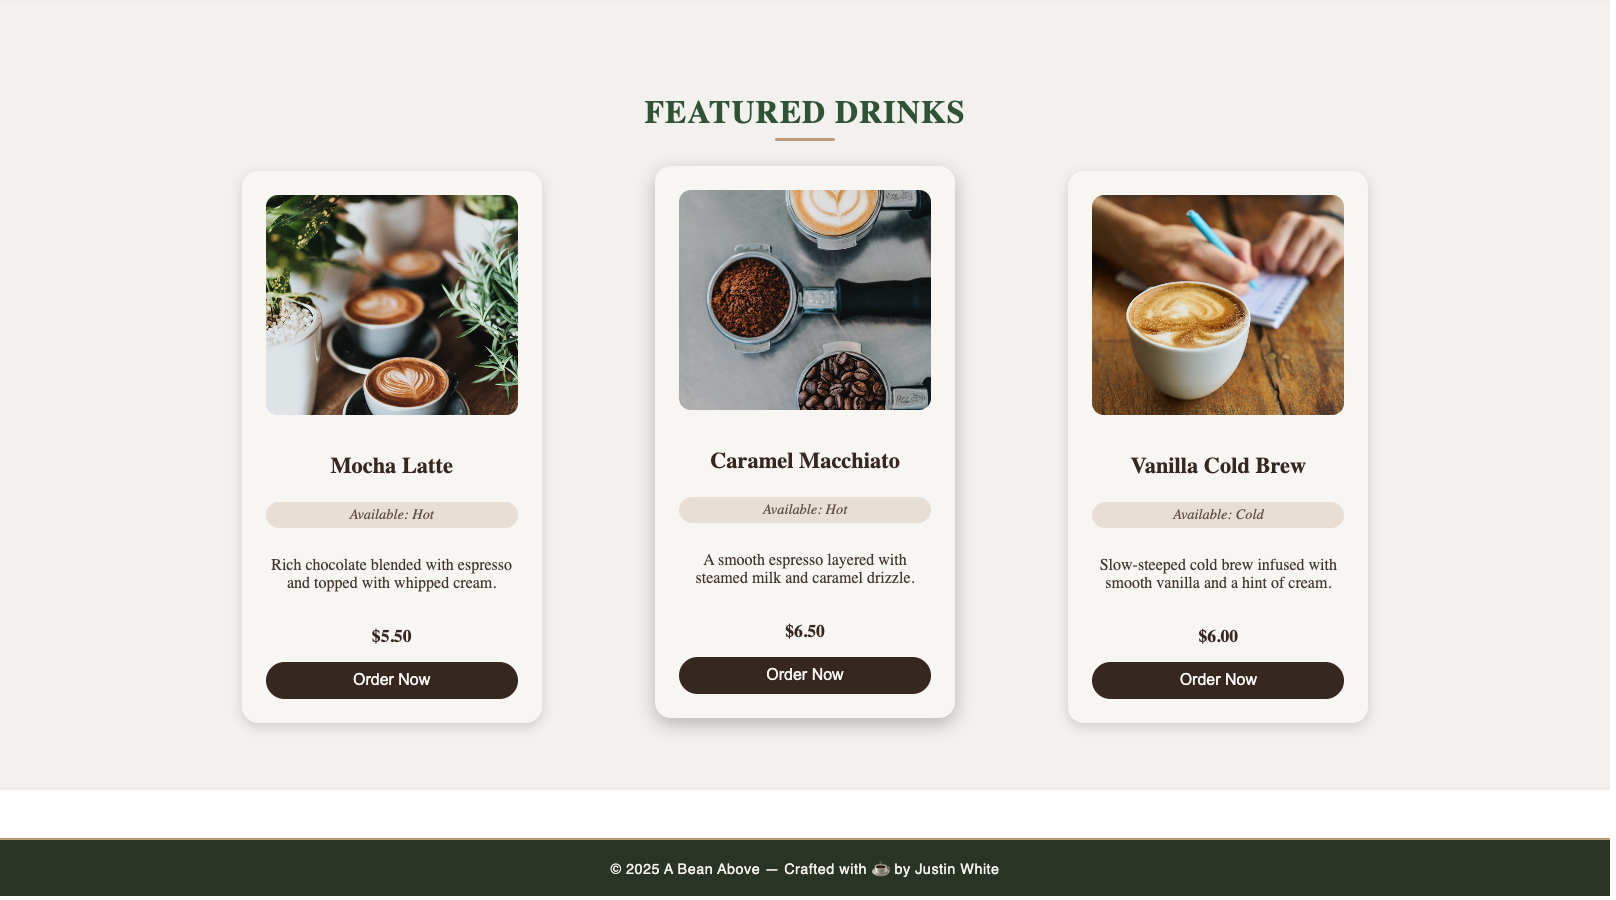 FEATURED DRINKS
Mocha Latte
Available: Hot
Rich chocolate blended with espresso
and topped with whipped cream.
$5.50
Order Now
Caramel Macchiato
Available: Hot
A smooth espresso layered with
steamed milk and caramel drizzle.
$6.50
Order Now
Vanilla Cold Brew
Available: Cold
Slow-steeped cold brew infused with
smooth vanilla and a hint of cream.
$6.00
Order Now
© 2025 A Bean Above — Crafted with ☕ by Justin White